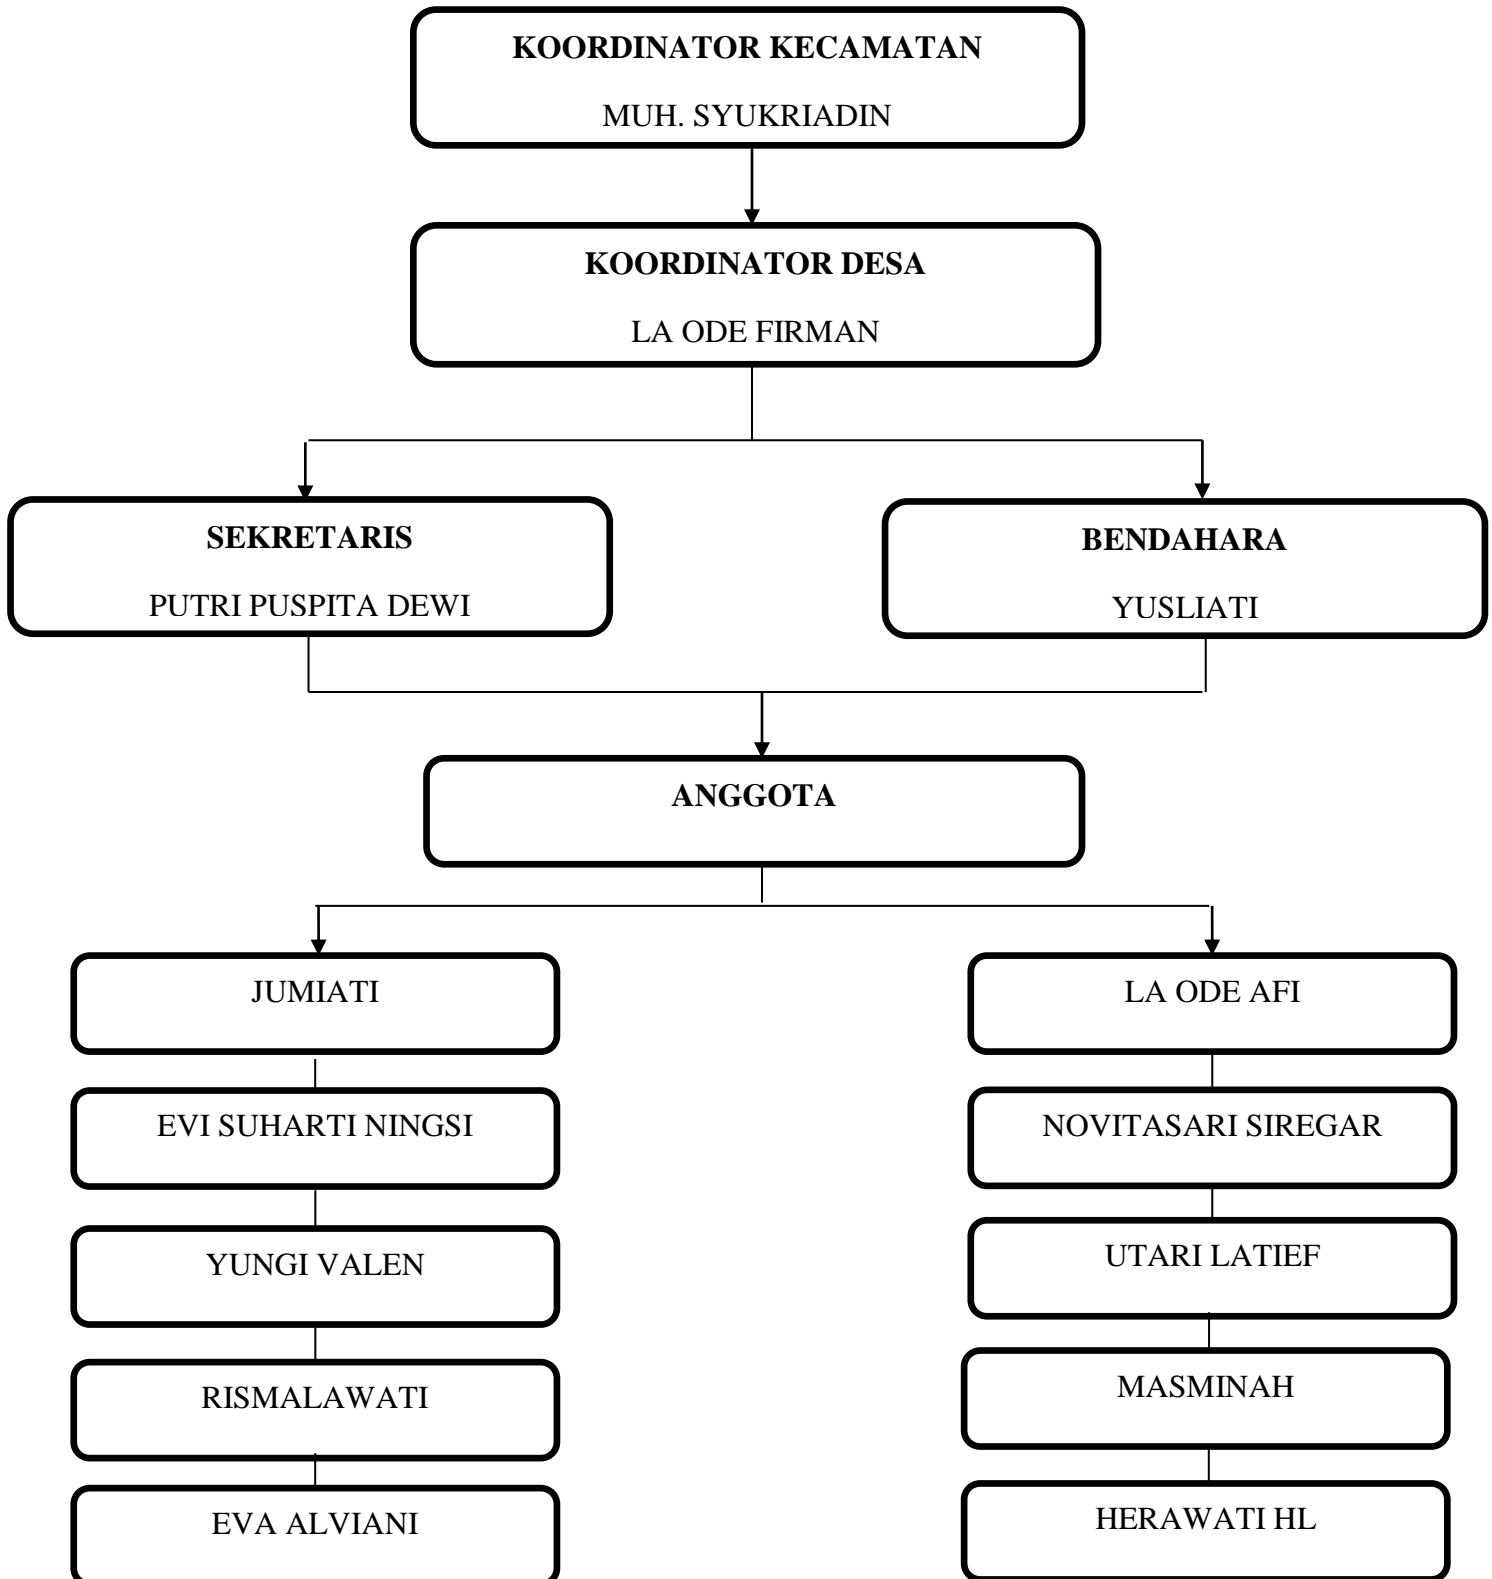 KOORDINATOR KECAMATAN
MUH. SYUKRIADIN
KOORDINATOR DESA
LA ODE FIRMAN
SEKRETARIS
PUTRI PUSPITA DEWI
BENDAHARA
YUSLIATI
ANGGOTA
JUMIATI
EVI SUHARTI NINGSI
YUNGI VALEN
RISMALAWATI
EVA ALVIANI
LA ODE AFI
NOVITASARI SIREGAR
UTARI LATIEF
MASMINAH
HERAWATI HL